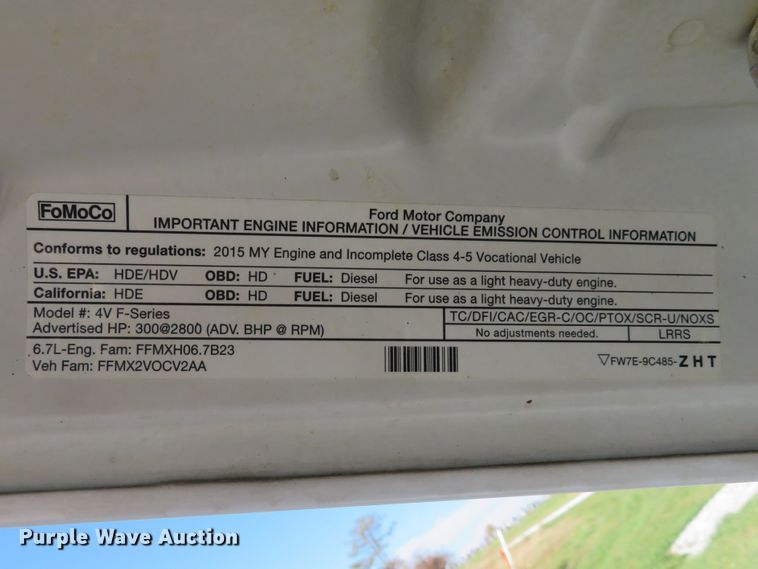 FoMoCo
Ford Motor Company
IMPORTANT ENGINE INFORMATION / VEHICLE EMISSION CONTROL INFORMATION
Conforms to regulations: 2015 MY Engine and Incomplete Class 4-5 Vocational Vehicle
U.S. EPA: HDE/HDV OBD: HD FUEL: Diesel For use as a light heavy-duty engine.
California: HDE OBD: HD FUEL: Diesel For use as a light heavy-duty engine.
Model #: 4V F-Series
Advertised HP: 300@2800 (ADV. BHP @ RPM)
TC/DFI/CAC/EGR-C/OC/PTOX/SCR-U/NOXS
No adjustments needed. LRRS
6.7L-Eng. Fam: FFMXH06.7B23
Veh Fam: FFMX2VOCV2AA
▽FW7E-9C485-ZHT
Purple Wave Auction